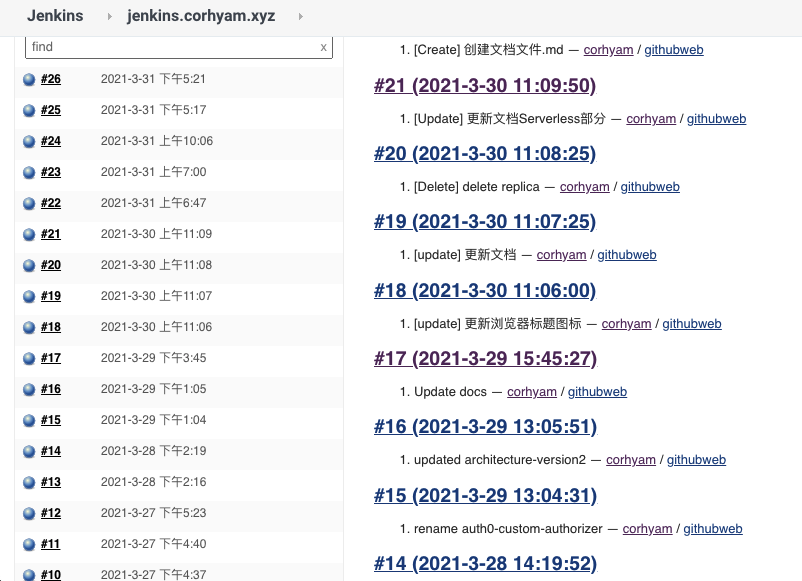 Jenkins jenkins.corhyam.xyz
find x
#26 2021-3-31 下午5:21
#25 2021-3-31 下午5:17
#24 2021-3-31 上午10:06
#23 2021-3-31 上午7:00
#22 2021-3-31 上午6:47
#21 2021-3-30 上午11:09
#20 2021-3-30 上午11:08
#19 2021-3-30 上午11:07
#18 2021-3-30 上午11:06
#17 2021-3-29 下午3:45
#16 2021-3-29 下午1:05
#15 2021-3-29 下午1:04
#14 2021-3-28 下午2:19
#13 2021-3-28 下午2:16
#12 2021-3-27 下午5:23
#11 2021-3-27 下午4:40
#10 2021-3-27 下午4:37
1. [Create] 创建文档文件.md — corhyam / githubweb
#21 (2021-3-30 11:09:50)
1. [Update] 更新文档Serverless部分 — corhyam / githubweb
#20 (2021-3-30 11:08:25)
1. [Delete] delete replica — corhyam / githubweb
#19 (2021-3-30 11:07:25)
1. [update] 更新文档 — corhyam / githubweb
#18 (2021-3-30 11:06:00)
1. [update] 更新浏览器标题图标 — corhyam / githubweb
#17 (2021-3-29 15:45:27)
1. Update docs — corhyam / githubweb
#16 (2021-3-29 13:05:51)
1. updated architecture-version2 — corhyam / githubweb
#15 (2021-3-29 13:04:31)
1. rename auth0-custom-authorizer — corhyam / githubweb
#14 (2021-3-28 14:19:52)